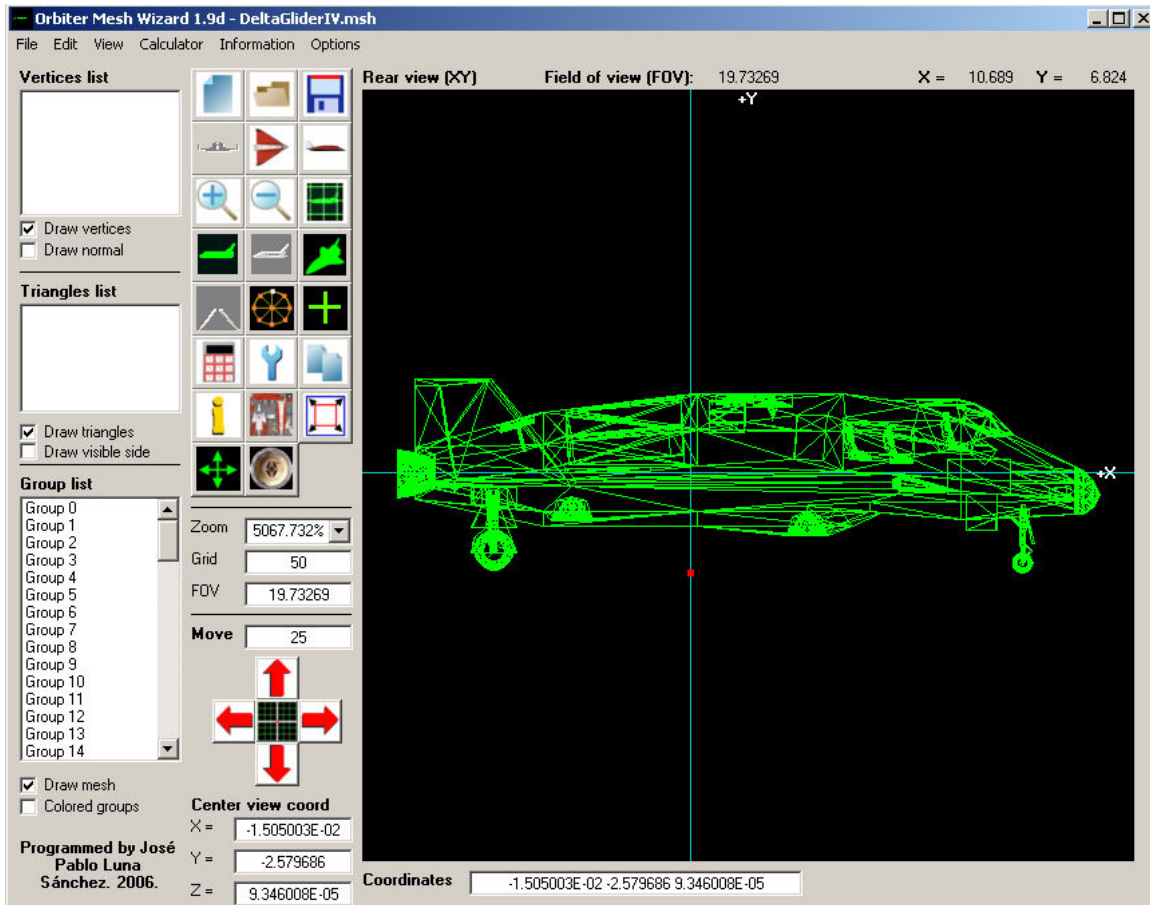 Orbiter Mesh Wizard 1.9d - DeltaGliderIV.msh
File Edit View Calculator Information Options
Vertices list
Draw vertices
Draw normal
Triangles list
Draw triangles
Draw visible side
Group list
Group 0
Group 1
Group 2
Group 3
Group 4
Group 5
Group 6
Group 7
Group 8
Group 9
Group 10
Group 11
Group 12
Group 13
Group 14
Draw mesh
Colored groups
Programmed by José
Pablo Luna
Sánchez. 2006.
Zoom 5067.732%
Grid 50
FOV 19.73269
Move 25
Center view coord
X = -1.505003E-02
Y = -2.579686
Z = 9.346008E-05
Rear view (XY) Field of view (FOV): 19.73269 X = 10.689 Y = 6.824
+Y
+X
Coordinates -1.505003E-02 -2.579686 9.346008E-05